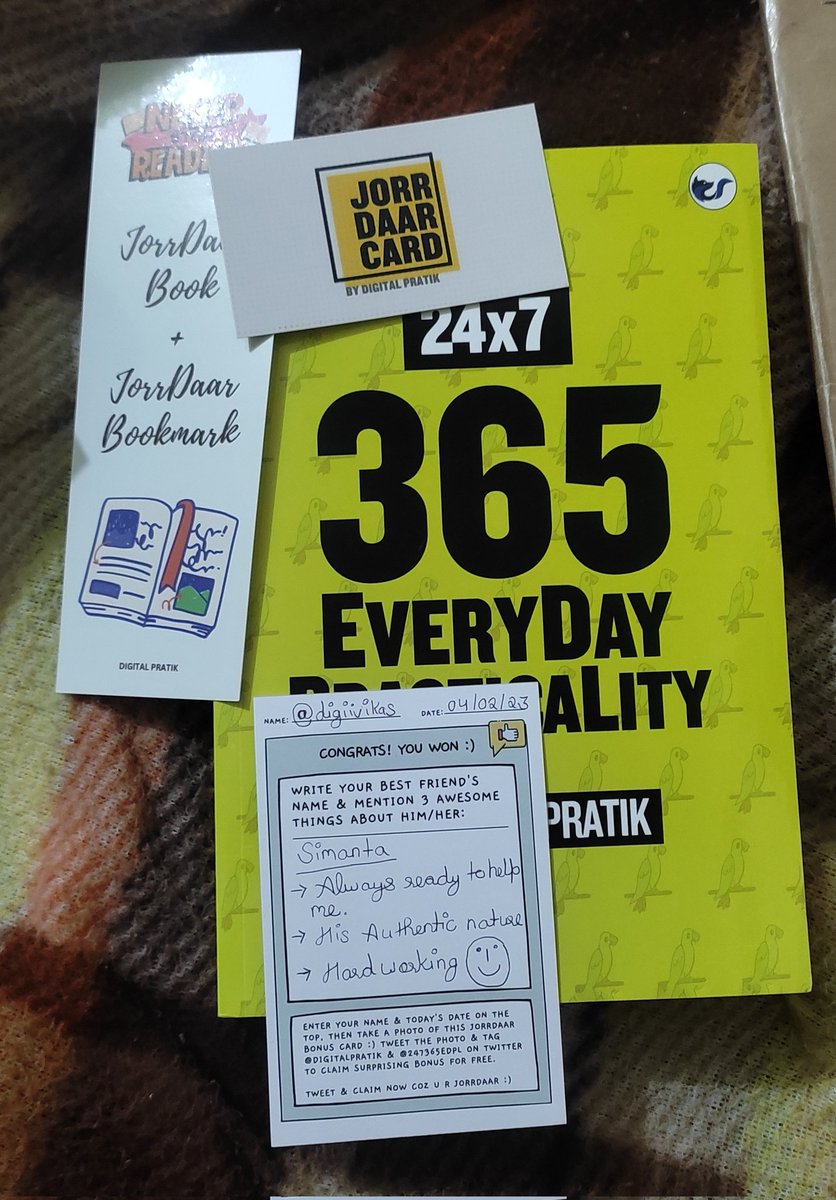 JorrDaar
Book
+
JorrDaar
Bookmark
DIGITAL PRATIK
JORR
DAAR
CARD
BY DIGITAL PRATIK
24x7
365
EVERYDAY
PRACTICALITY
PRATIK
NAME: @digiivikas DATE: 04/02/23
CONGRATS! YOU WON :)
WRITE YOUR BEST FRIEND'S
NAME & MENTION 3 AWESOME
THINGS ABOUT HIM/HER:
Simanta
→ Always ready to help
me.
→ His Authentic nature
→ Hardworking
ENTER YOUR NAME & TODAY'S DATE ON THE
TOP, THEN TAKE A PHOTO OF THIS JORRDAAR
BONUS CARD :) TWEET THE PHOTO & TAG
@DIGITALPRATIK & @247365EDPL ON TWITTER
TO CLAIM SURPRISING BONUS FOR FREE.
TWEET & CLAIM NOW COZ U R JORRDAAR :)